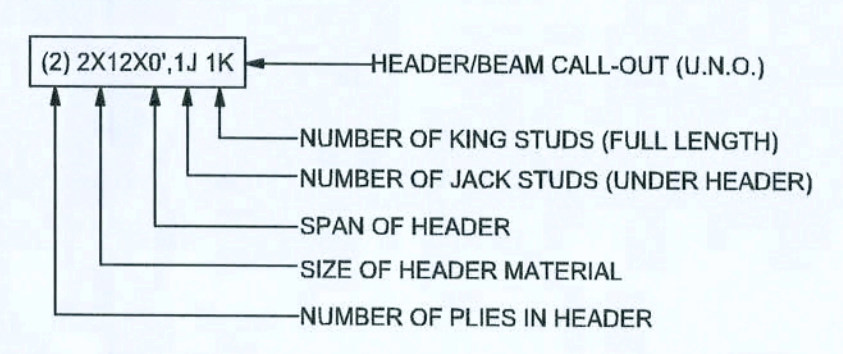 (2) 2X12X0',1J 1K
HEADER/BEAM CALL-OUT (U.N.O.)
NUMBER OF KING STUDS (FULL LENGTH)
NUMBER OF JACK STUDS (UNDER HEADER)
SPAN OF HEADER
SIZE OF HEADER MATERIAL
NUMBER OF PLIES IN HEADER